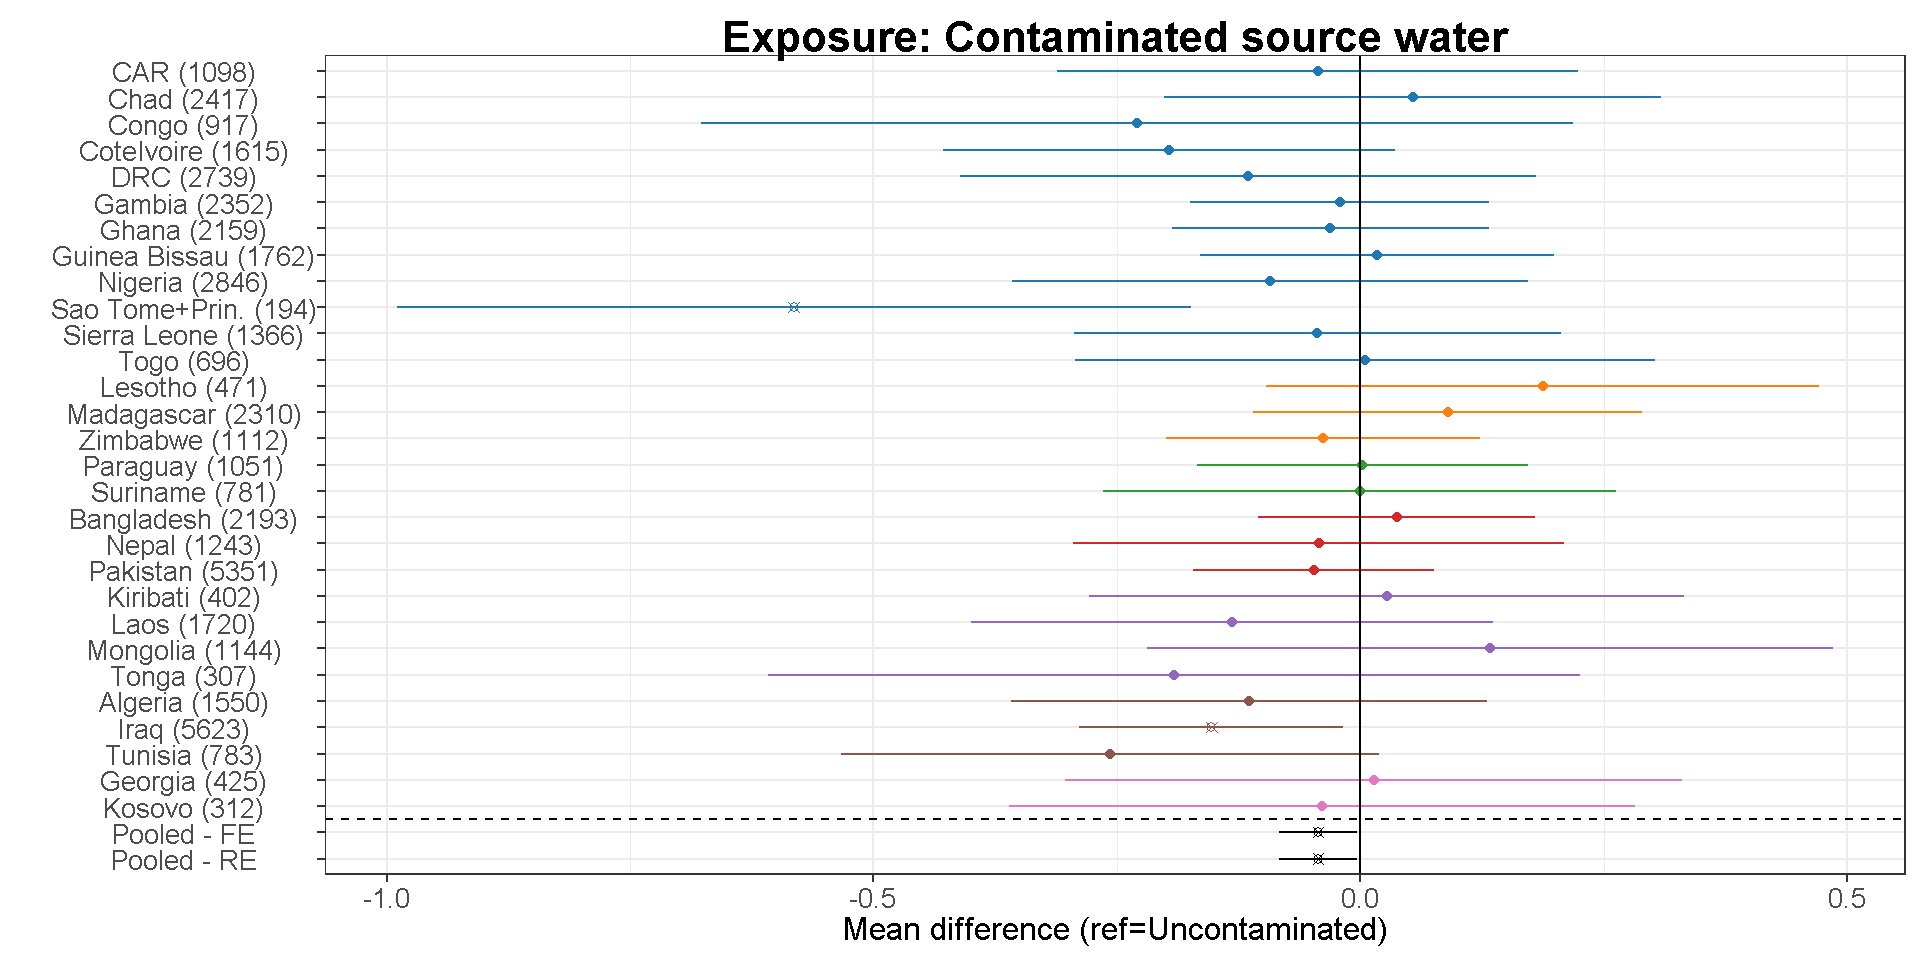 Exposure: Contaminated source water
CAR (1098)
Chad (2417)
Congo (917)
CoteIvoire (1615)
DRC (2739)
Gambia (2352)
Ghana (2159)
Guinea Bissau (1762)
Nigeria (2846)
Sao Tome+Prin. (194)
Sierra Leone (1366)
Togo (696)
Lesotho (471)
Madagascar (2310)
Zimbabwe (1112)
Paraguay (1051)
Suriname (781)
Bangladesh (2193)
Nepal (1243)
Pakistan (5351)
Kiribati (402)
Laos (1720)
Mongolia (1144)
Tonga (307)
Algeria (1550)
Iraq (5623)
Tunisia (783)
Georgia (425)
Kosovo (312)
Pooled - FE
Pooled - RE
-1.0 -0.5 0.0 0.5
Mean difference (ref=Uncontaminated)